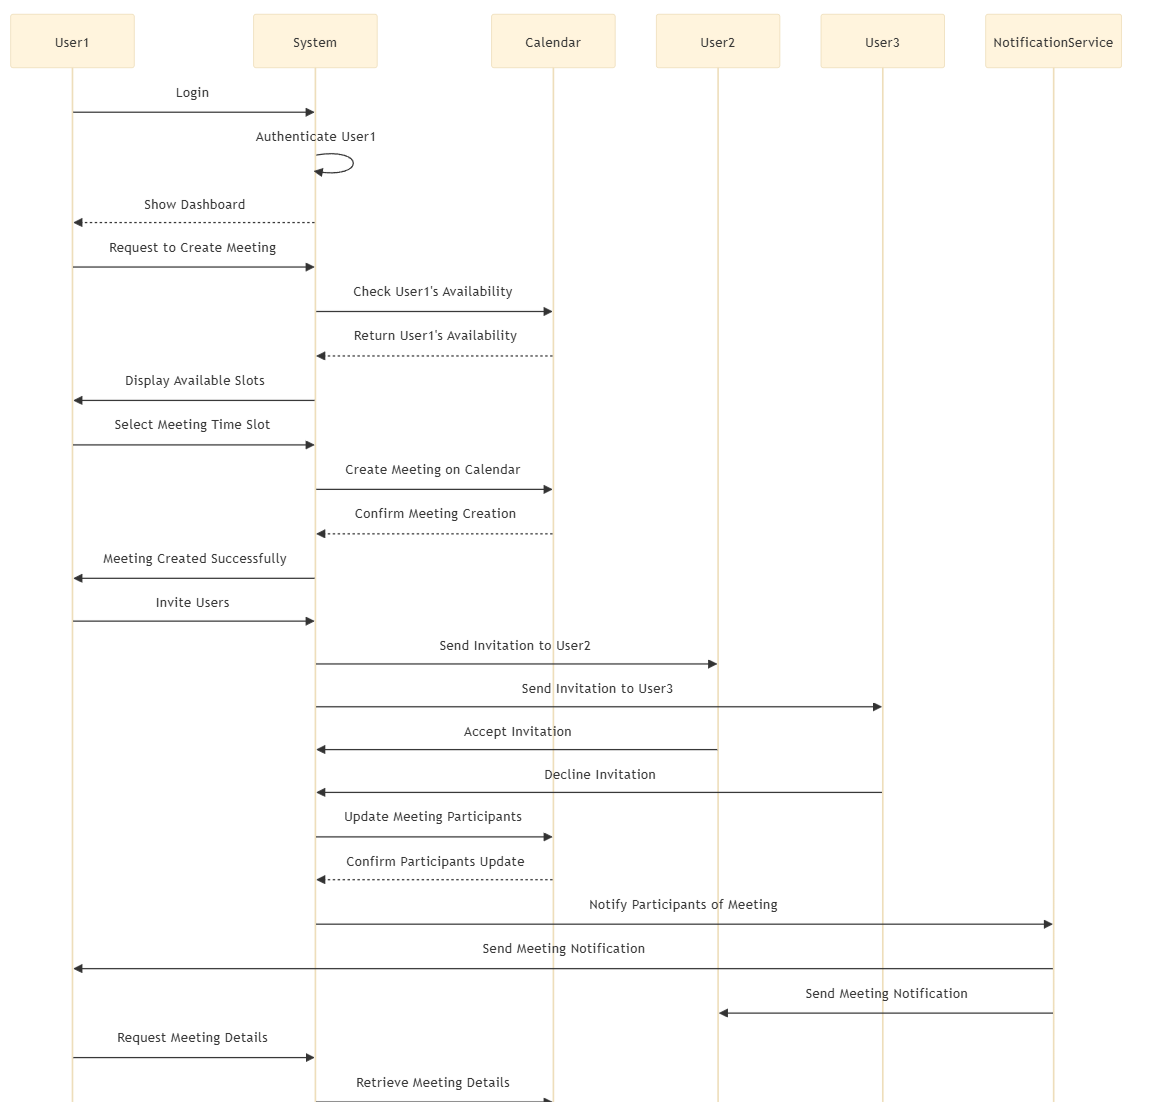 User1
System
Calendar
User2
User3
NotificationService
Login
Authenticate User1
Show Dashboard
Request to Create Meeting
Check User1's Availability
Return User1's Availability
Display Available Slots
Select Meeting Time Slot
Create Meeting on Calendar
Confirm Meeting Creation
Meeting Created Successfully
Invite Users
Send Invitation to User2
Send Invitation to User3
Accept Invitation
Decline Invitation
Update Meeting Participants
Confirm Participants Update
Notify Participants of Meeting
Send Meeting Notification
Send Meeting Notification
Request Meeting Details
Retrieve Meeting Details